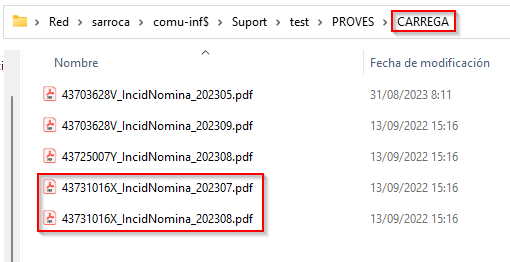 Red > sarroca > comu-inf$ > Suport > test > PROVES > CARREGA
Nombre Fecha de modificación
43703628V_IncidNomina_202305.pdf 31/08/2023 8:11
43703628V_IncidNomina_202309.pdf 13/09/2022 15:16
43725007Y_IncidNomina_202308.pdf 13/09/2022 15:16
43731016X_IncidNomina_202307.pdf 13/09/2022 15:16
43731016X_IncidNomina_202308.pdf 13/09/2022 15:16